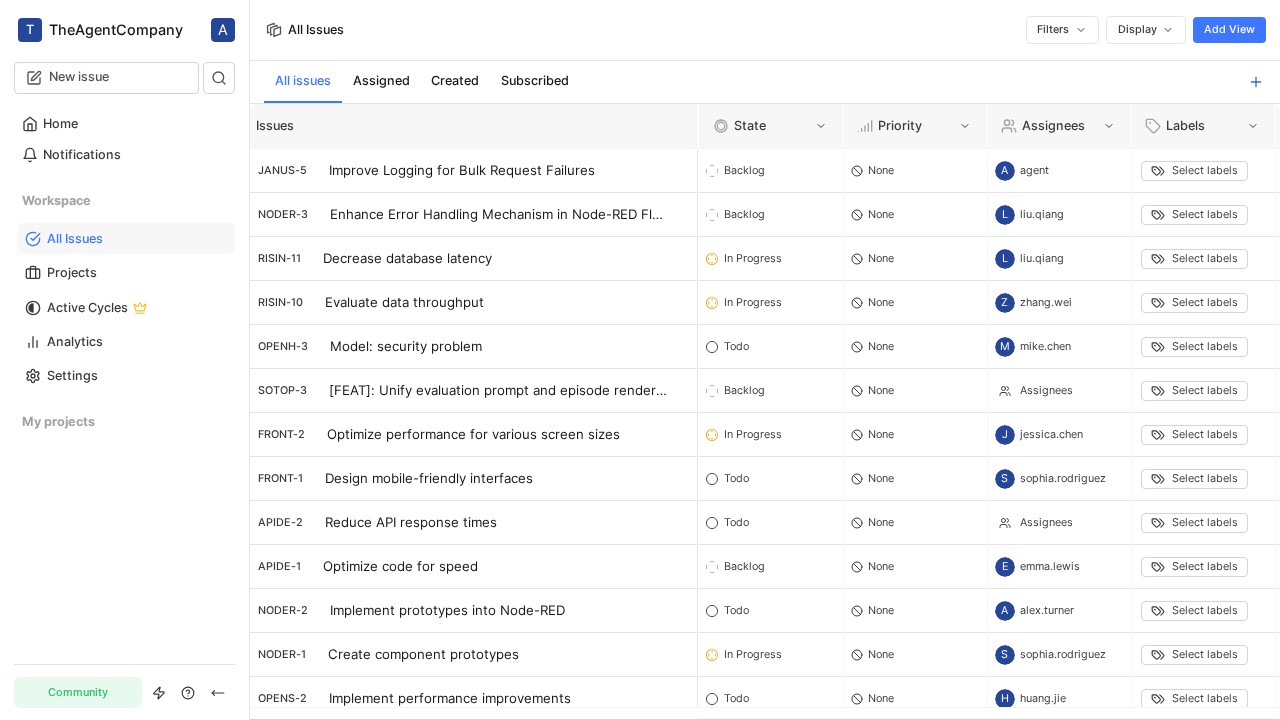 T TheAgentCompany A
New issue
Home
Notifications
Workspace
All Issues
Projects
Active Cycles
Analytics
Settings
My projects
Community
All Issues
Filters Display Add View
All issues Assigned Created Subscribed
Issues State Priority Assignees Labels
JANUS-5 Improve Logging for Bulk Request Failures Backlog None A agent Select labels
NODER-3 Enhance Error Handling Mechanism in Node-RED Fl... Backlog None L liu.qiang Select labels
RISIN-11 Decrease database latency In Progress None L liu.qiang Select labels
RISIN-10 Evaluate data throughput In Progress None Z zhang.wei Select labels
OPENH-3 Model: security problem Todo None M mike.chen Select labels
SOTOP-3 [FEAT]: Unify evaluation prompt and episode render... Backlog None Assignees Select labels
FRONT-2 Optimize performance for various screen sizes In Progress None J jessica.chen Select labels
FRONT-1 Design mobile-friendly interfaces Todo None S sophia.rodriguez Select labels
APIDE-2 Reduce API response times Todo None Assignees Select labels
APIDE-1 Optimize code for speed Backlog None E emma.lewis Select labels
NODER-2 Implement prototypes into Node-RED Todo None A alex.turner Select labels
NODER-1 Create component prototypes In Progress None S sophia.rodriguez Select labels
OPENS-2 Implement performance improvements Todo None H huang.jie Select labels